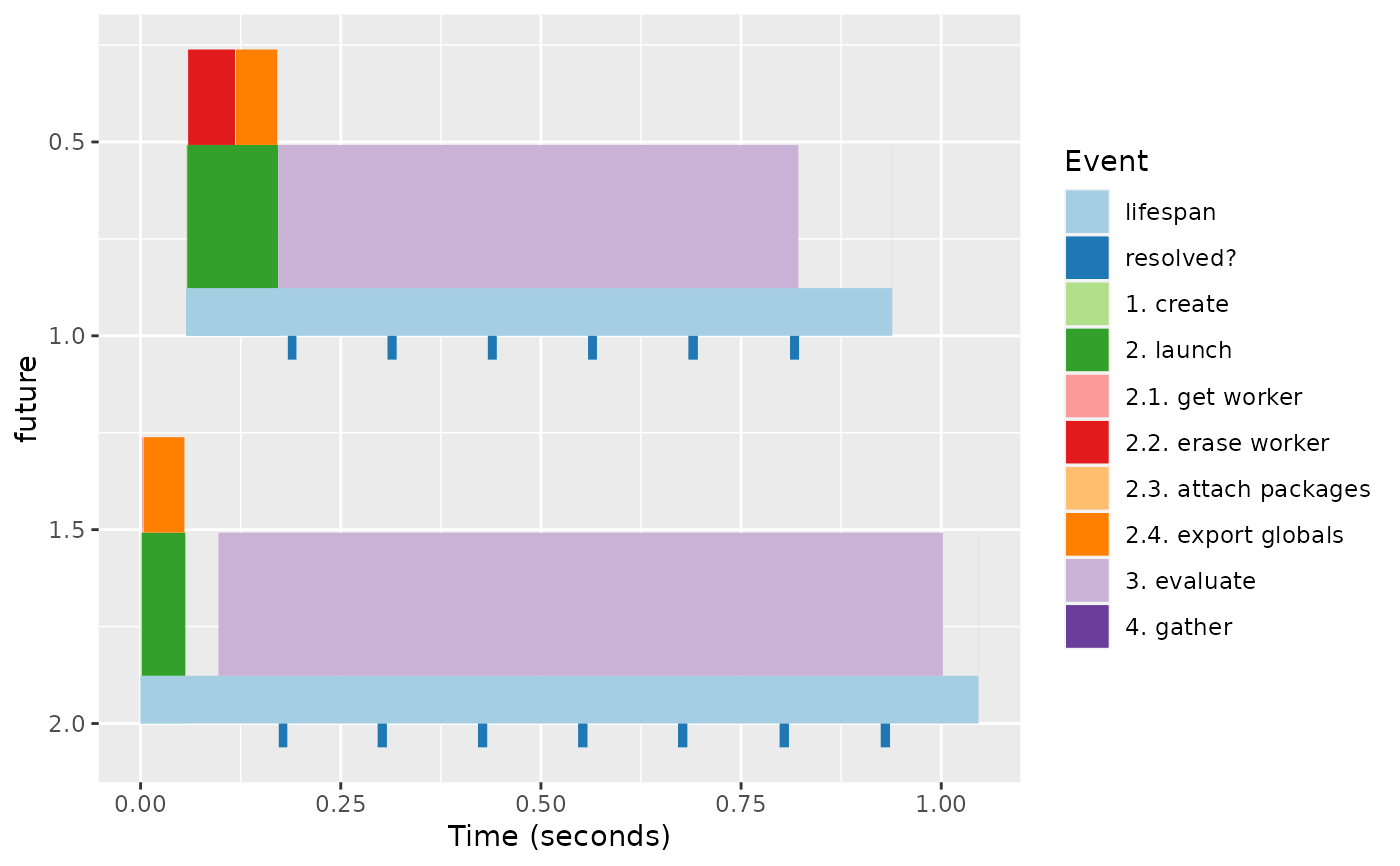 0.5
1.0
1.5
2.0
future
0.00
0.25
0.50
0.75
1.00
Time (seconds)
Event
lifespan
resolved?
1. create
2. launch
2.1. get worker
2.2. erase worker
2.3. attach packages
2.4. export globals
3. evaluate
4. gather